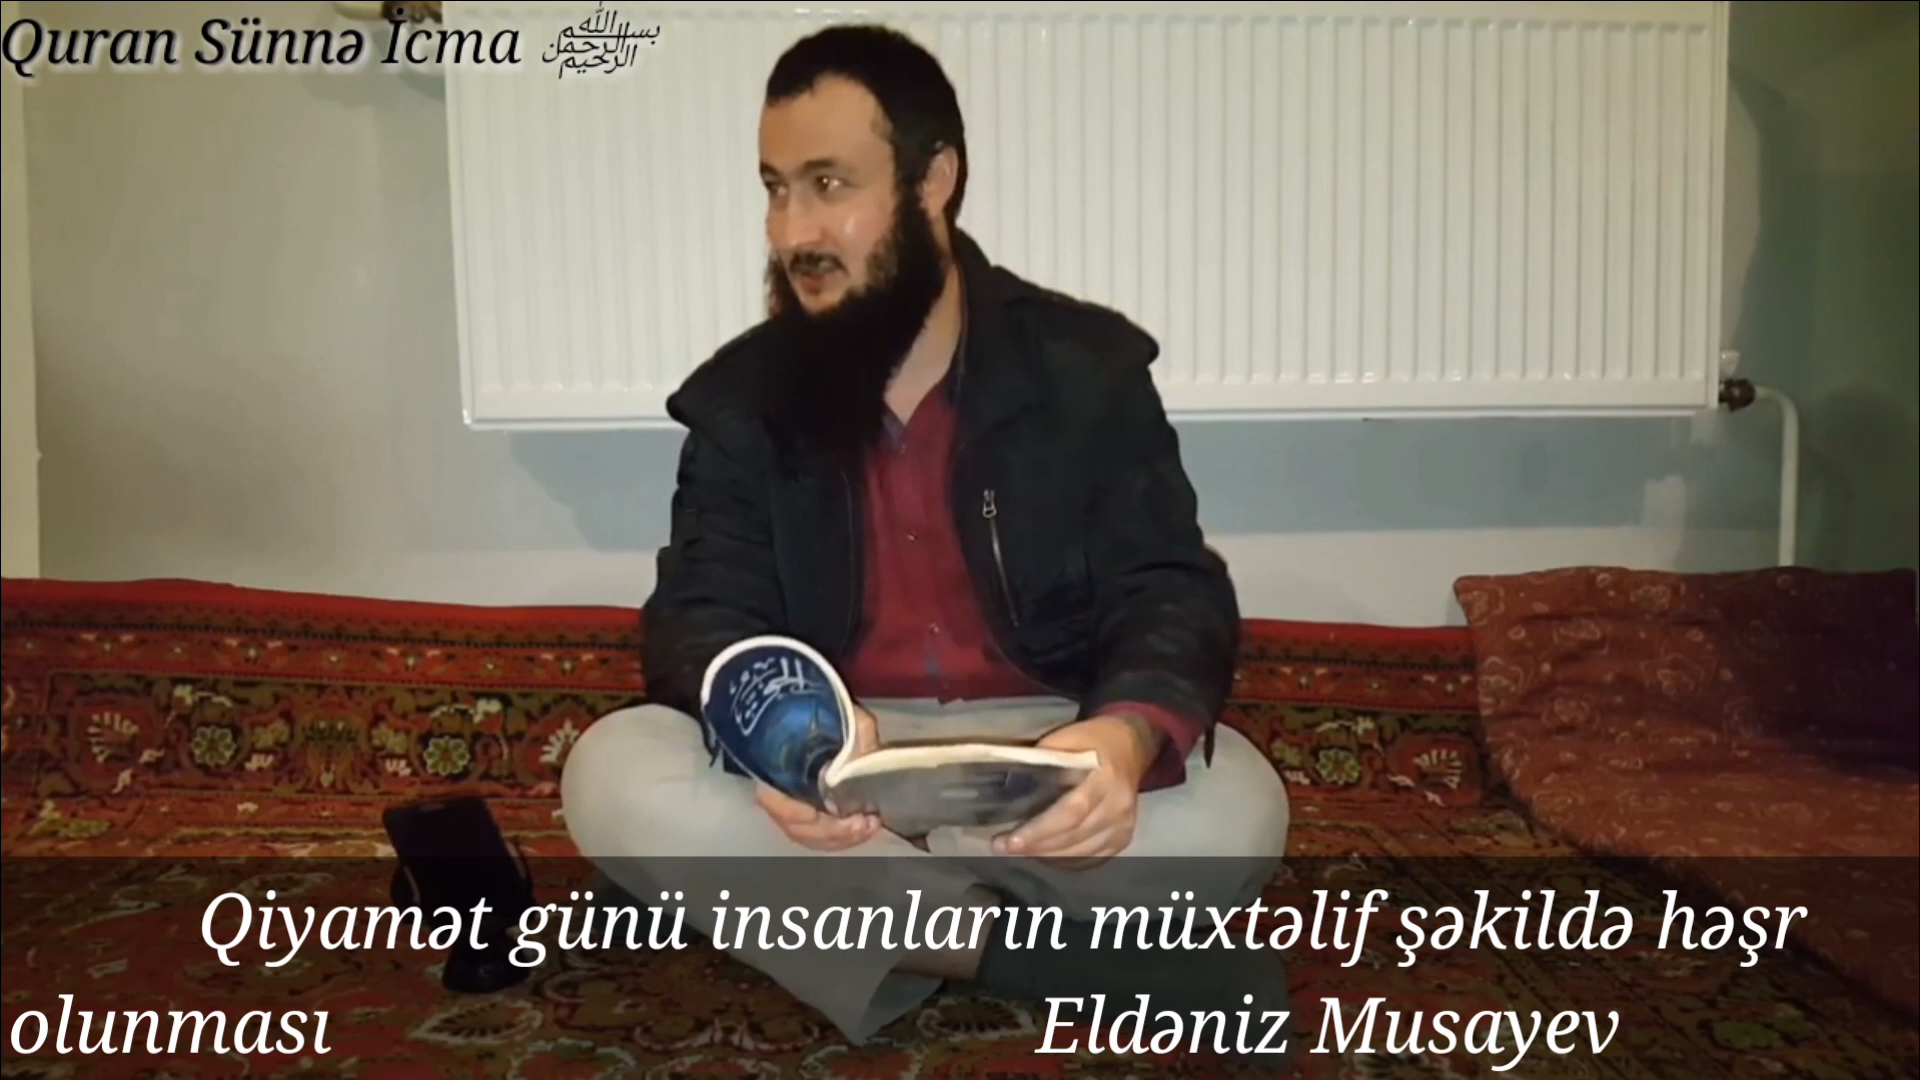 Quran Sünnə İcma بسم الله الرحمن الرحيم
Qiyamət günü insanların müxtəlif şəkildə həşr
olunması Eldəniz Musayev